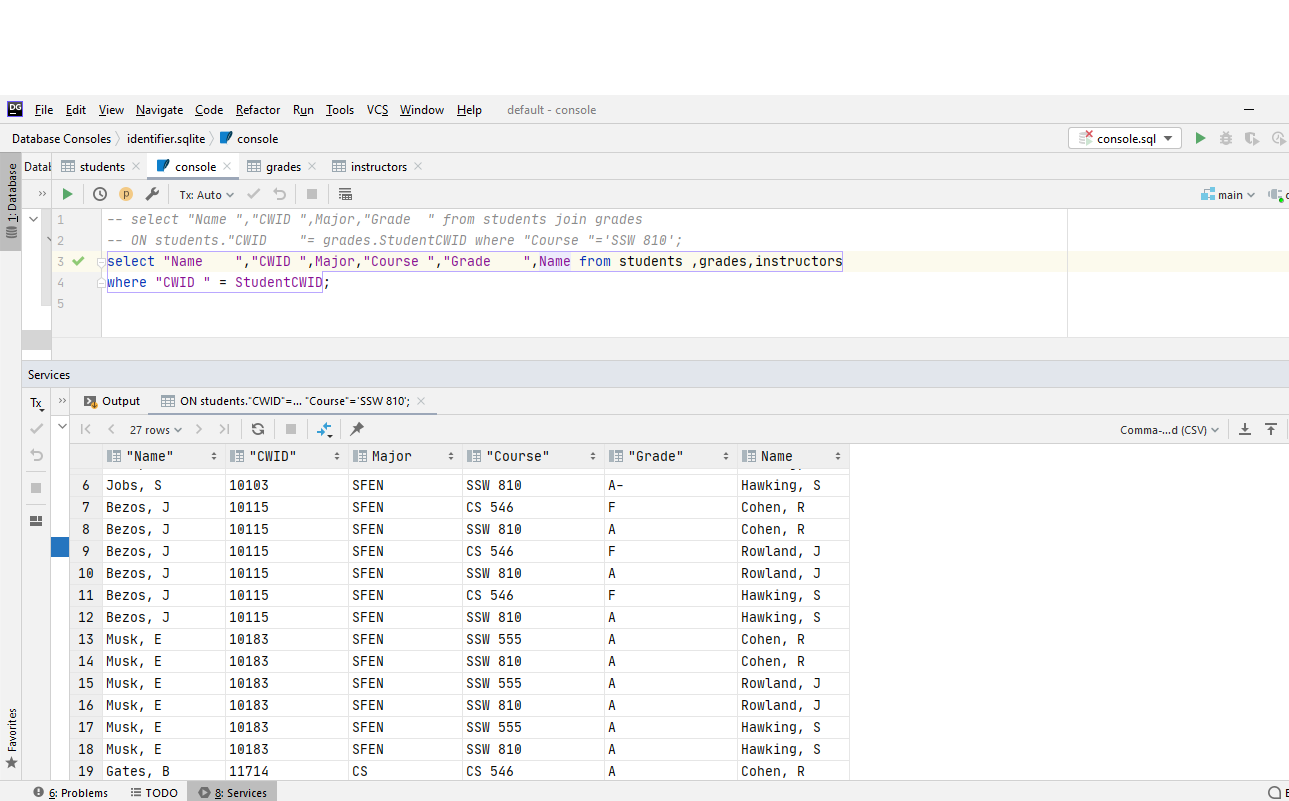 DG File Edit View Navigate Code Refactor Run Tools VCS Window Help default - console
Database Consoles identifier.sqlite console console.sql
1: Database
Favorites
Datab students console grades instructors
Tx: Auto main
1 -- select "Name ","CWID ",Major,"Grade  " from students join grades
2 -- ON students."CWID    "= grades.StudentCWID where "Course "='SSW 810';
3 select "Name    ","CWID ",Major,"Course ","Grade    ",Name from students ,grades,instructors
4 where "CWID " = StudentCWID;
5
Services
Tx Output ON students."CWID"=... "Course"='SSW 810';
27 rows Comma-...d (CSV)
"Name" "CWID" Major "Course" "Grade" Name
6 Jobs, S 10103 SFEN SSW 810 A- Hawking, S
7 Bezos, J 10115 SFEN CS 546 F Cohen, R
8 Bezos, J 10115 SFEN SSW 810 A Cohen, R
9 Bezos, J 10115 SFEN CS 546 F Rowland, J
10 Bezos, J 10115 SFEN SSW 810 A Rowland, J
11 Bezos, J 10115 SFEN CS 546 F Hawking, S
12 Bezos, J 10115 SFEN SSW 810 A Hawking, S
13 Musk, E 10183 SFEN SSW 555 A Cohen, R
14 Musk, E 10183 SFEN SSW 810 A Cohen, R
15 Musk, E 10183 SFEN SSW 555 A Rowland, J
16 Musk, E 10183 SFEN SSW 810 A Rowland, J
17 Musk, E 10183 SFEN SSW 555 A Hawking, S
18 Musk, E 10183 SFEN SSW 810 A Hawking, S
19 Gates, B 11714 CS CS 546 A Cohen, R
6: Problems TODO 8: Services